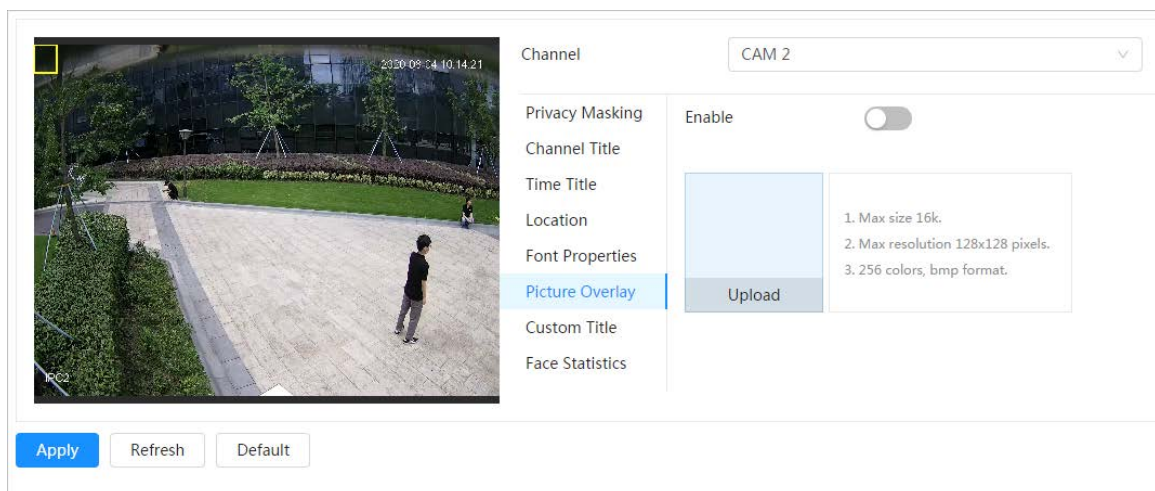 2020-09-04 10:14:21
IPC2
Channel
CAM 2
Privacy Masking
Channel Title
Time Title
Location
Font Properties
Picture Overlay
Custom Title
Face Statistics
Enable
Upload
1. Max size 16k.
2. Max resolution 128x128 pixels.
3. 256 colors, bmp format.
Apply
Refresh
Default